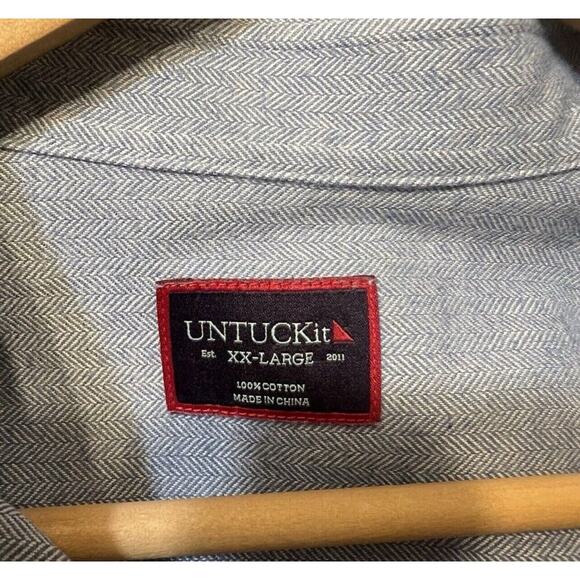 UNTUCKit
Est. XX-LARGE 2011
100% COTTON
MADE IN CHINA